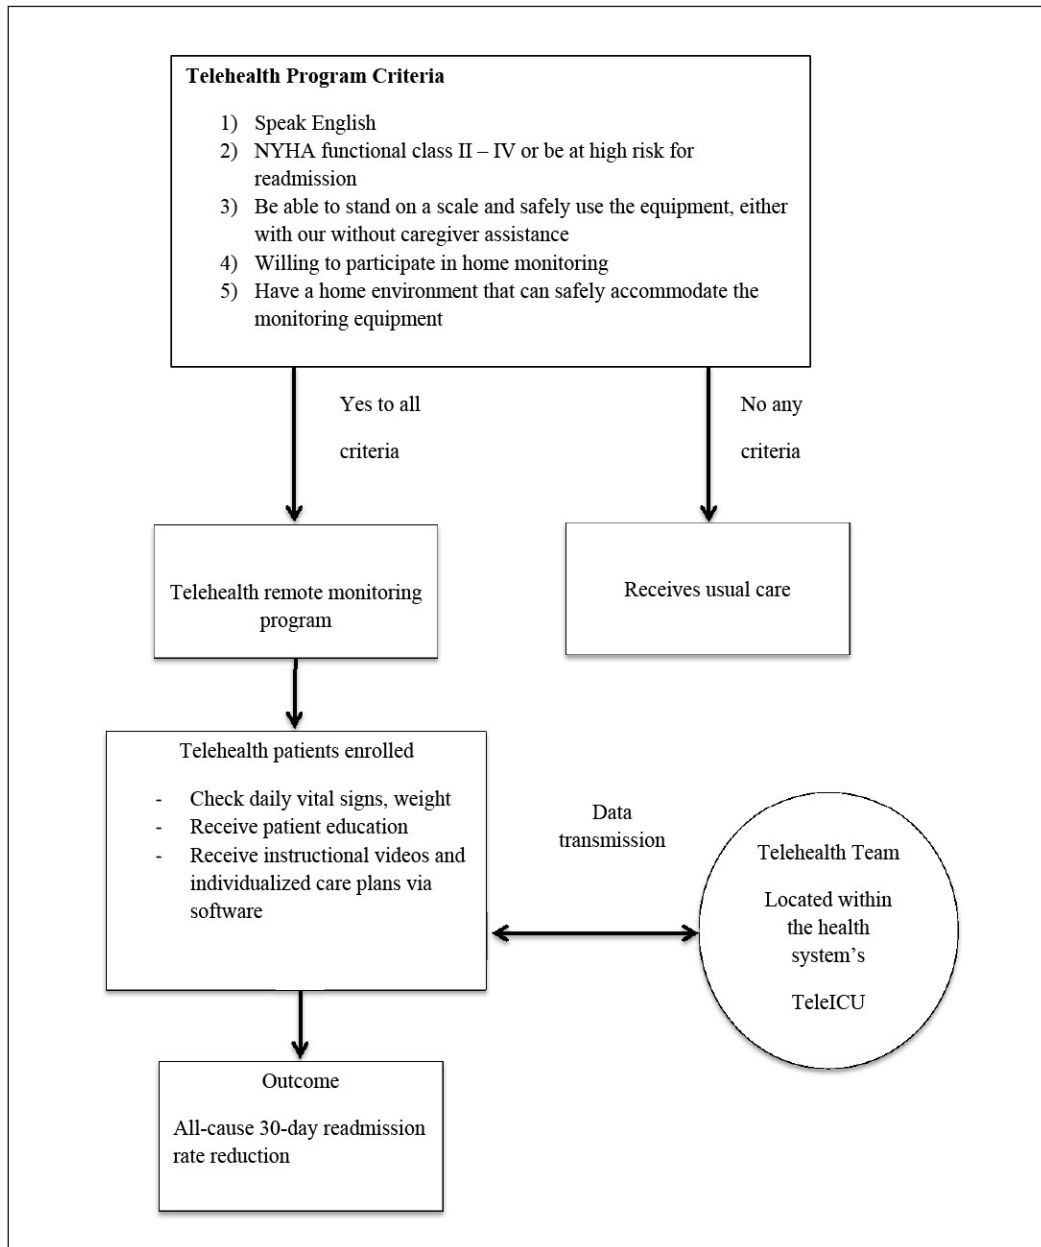 Telehealth Program Criteria
1) Speak English
2) NYHA functional class II – IV or be at high risk for
readmission
3) Be able to stand on a scale and safely use the equipment, either
with our without caregiver assistance
4) Willing to participate in home monitoring
5) Have a home environment that can safely accommodate the
monitoring equipment
Yes to all
criteria
No any
criteria
Telehealth remote monitoring
program
Receives usual care
Telehealth patients enrolled
- Check daily vital signs, weight
- Receive patient education
- Receive instructional videos and
individualized care plans via
software
Data
transmission
Telehealth Team
Located within
the health
system’s
TeleICU
Outcome
All-cause 30-day readmission
rate reduction